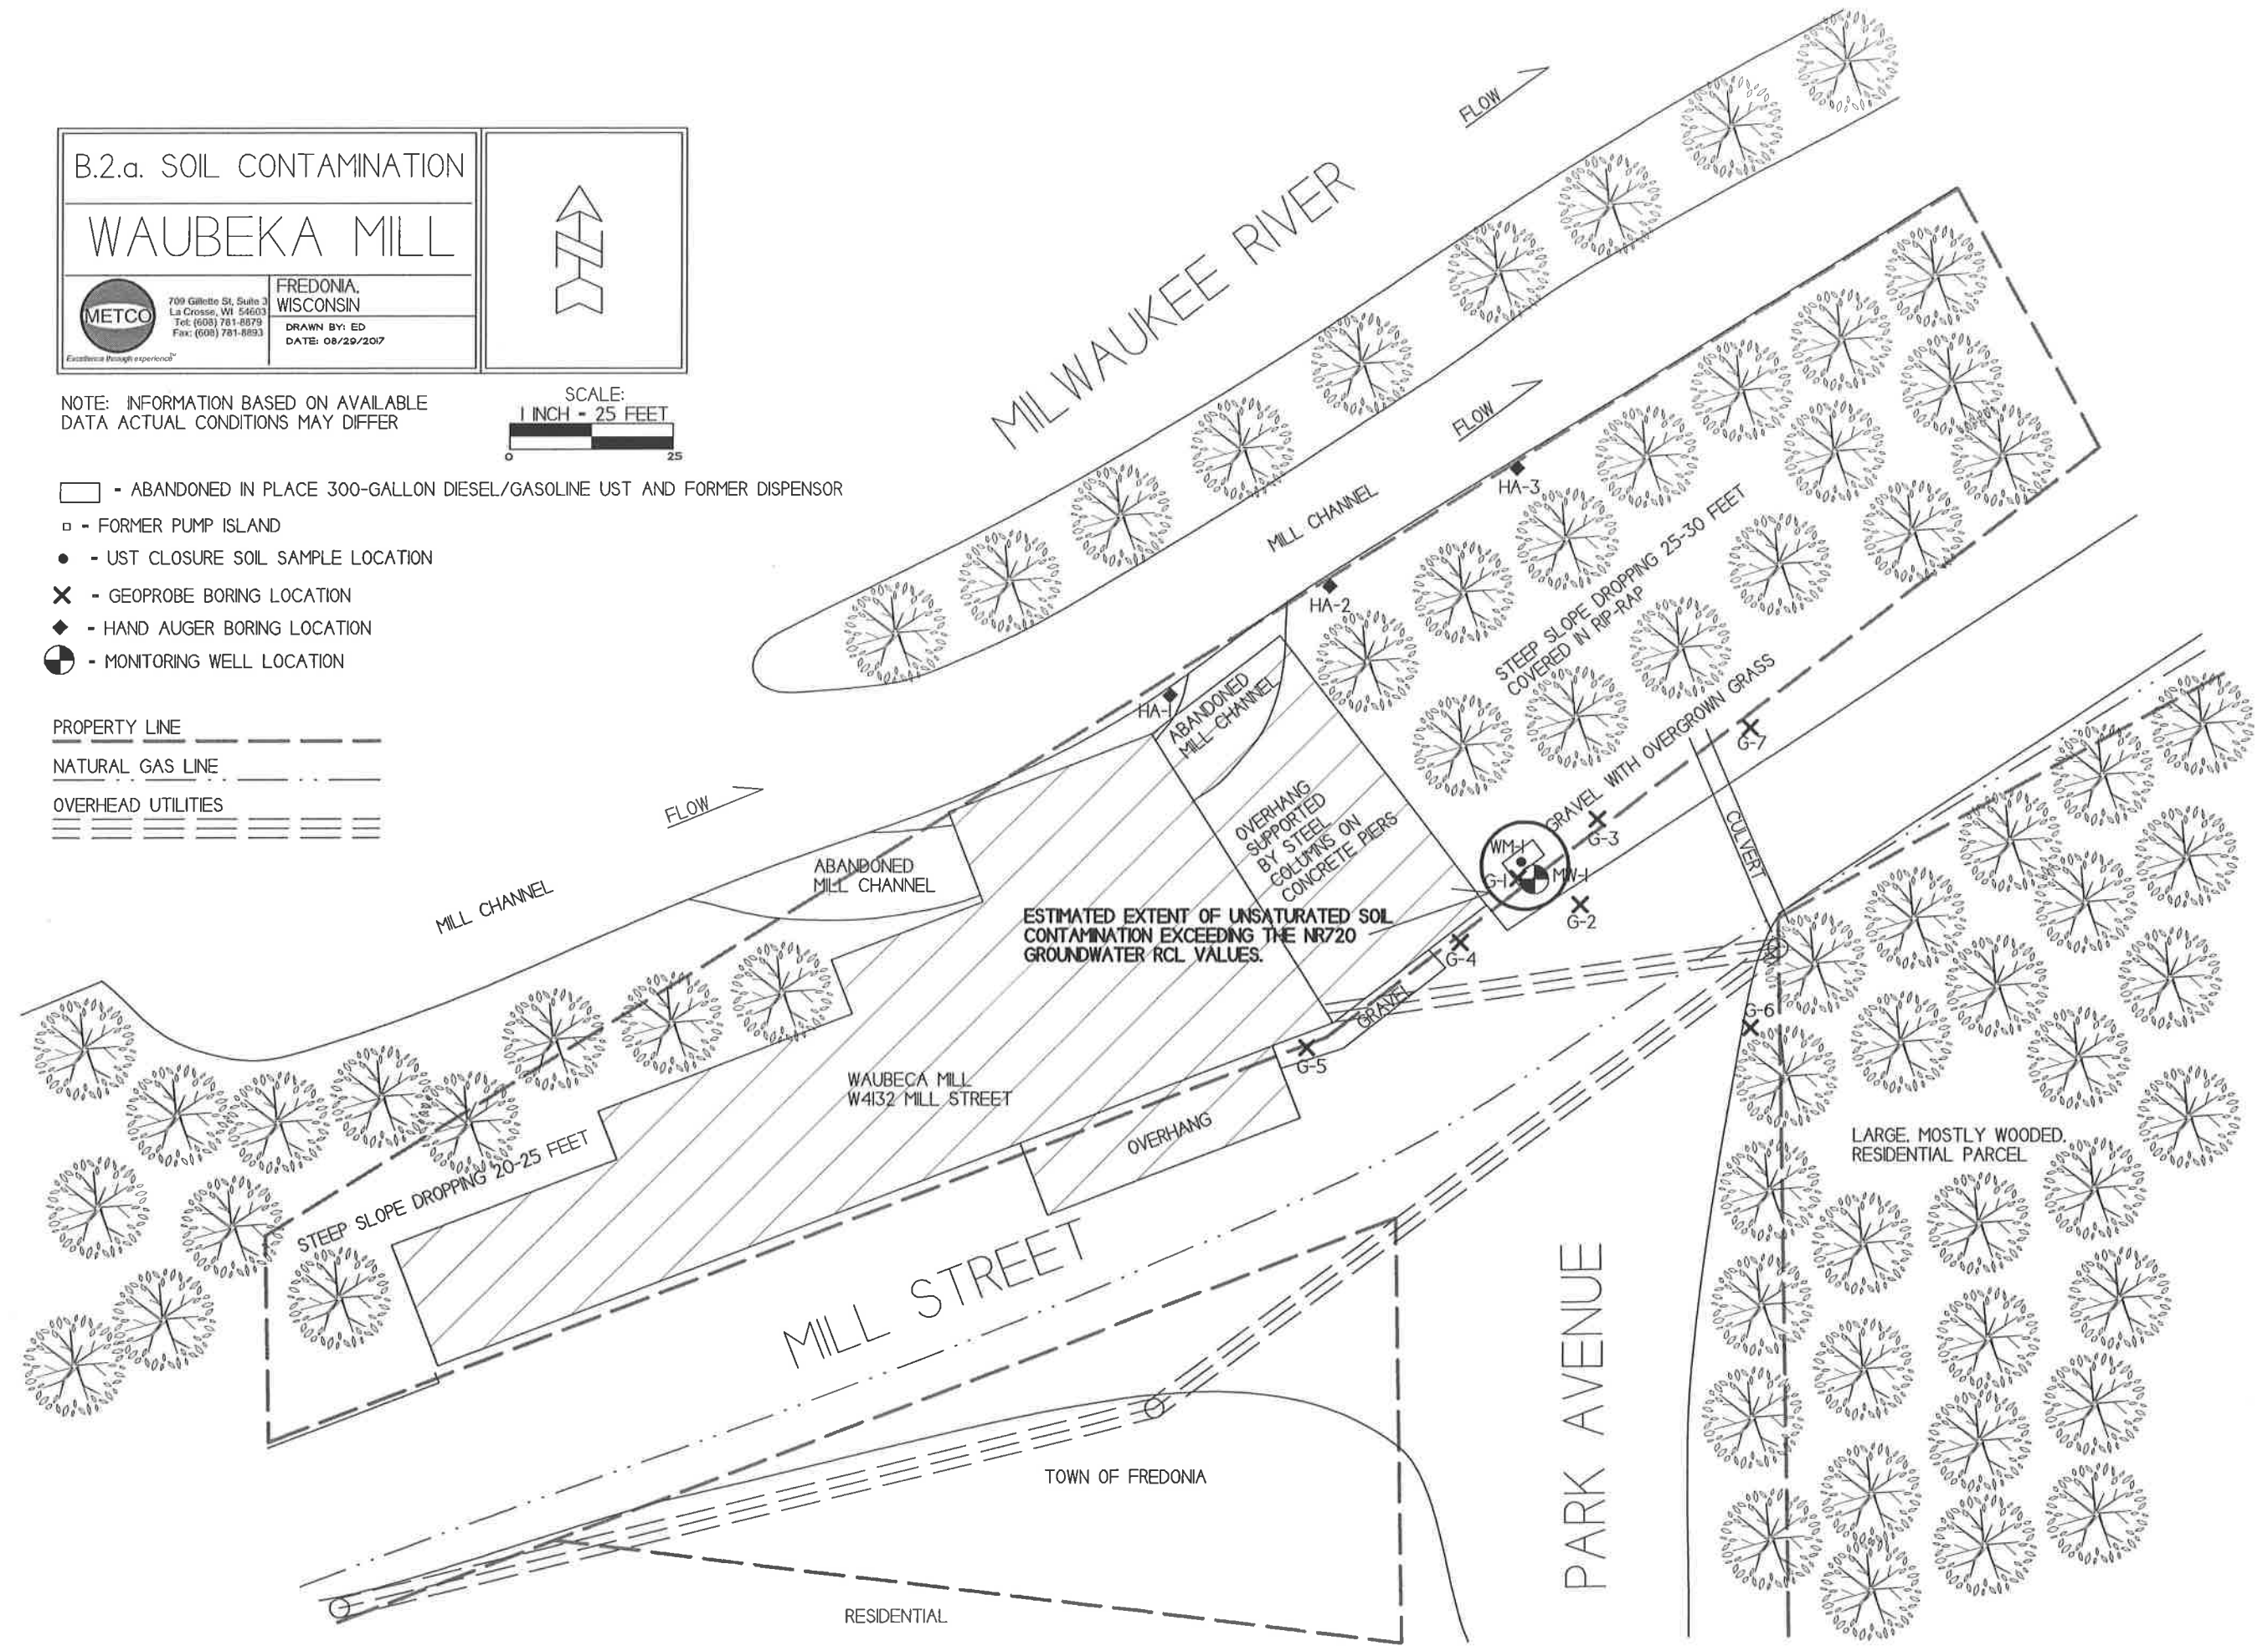 B.2.a. SOIL CONTAMINATION
WAUBEKA MILL
METCO
Excellence through experience™
709 Gillette St, Suite 3
La Crosse, WI 54603
Tel: (608) 781-8879
Fax: (608) 781-8893
FREDONIA,
WISCONSIN
DRAWN BY: ED
DATE: 08/29/2017
N
NOTE: INFORMATION BASED ON AVAILABLE
DATA ACTUAL CONDITIONS MAY DIFFER
SCALE:
1 INCH = 25 FEET
0 25
- ABANDONED IN PLACE 300-GALLON DIESEL/GASOLINE UST AND FORMER DISPENSOR
- FORMER PUMP ISLAND
- UST CLOSURE SOIL SAMPLE LOCATION
- GEOPROBE BORING LOCATION
- HAND AUGER BORING LOCATION
- MONITORING WELL LOCATION
PROPERTY LINE
NATURAL GAS LINE
OVERHEAD UTILITIES
FLOW
MILWAUKEE RIVER
FLOW
MILL CHANNEL
HA-3
HA-2
HA-1
STEEP SLOPE DROPPING 25-30 FEET
COVERED IN RIP-RAP
GRAVEL WITH OVERGROWN GRASS
ABANDONED
MILL CHANNEL
OVERHANG
SUPPORTED
BY STEEL
COLUMNS ON
CONCRETE PIERS
G-7
CULVERT
G-3
WM-1
G-1
MW-1
G-2
G-4
FLOW
MILL CHANNEL
ABANDONED
MILL CHANNEL
ESTIMATED EXTENT OF UNSATURATED SOIL
CONTAMINATION EXCEEDING THE NR720
GROUNDWATER RCL VALUES.
GRAVEL
G-5
G-6
WAUBECA MILL
W4132 MILL STREET
OVERHANG
STEEP SLOPE DROPPING 20-25 FEET
LARGE, MOSTLY WOODED,
RESIDENTIAL PARCEL
MILL STREET
PARK AVENUE
TOWN OF FREDONIA
RESIDENTIAL